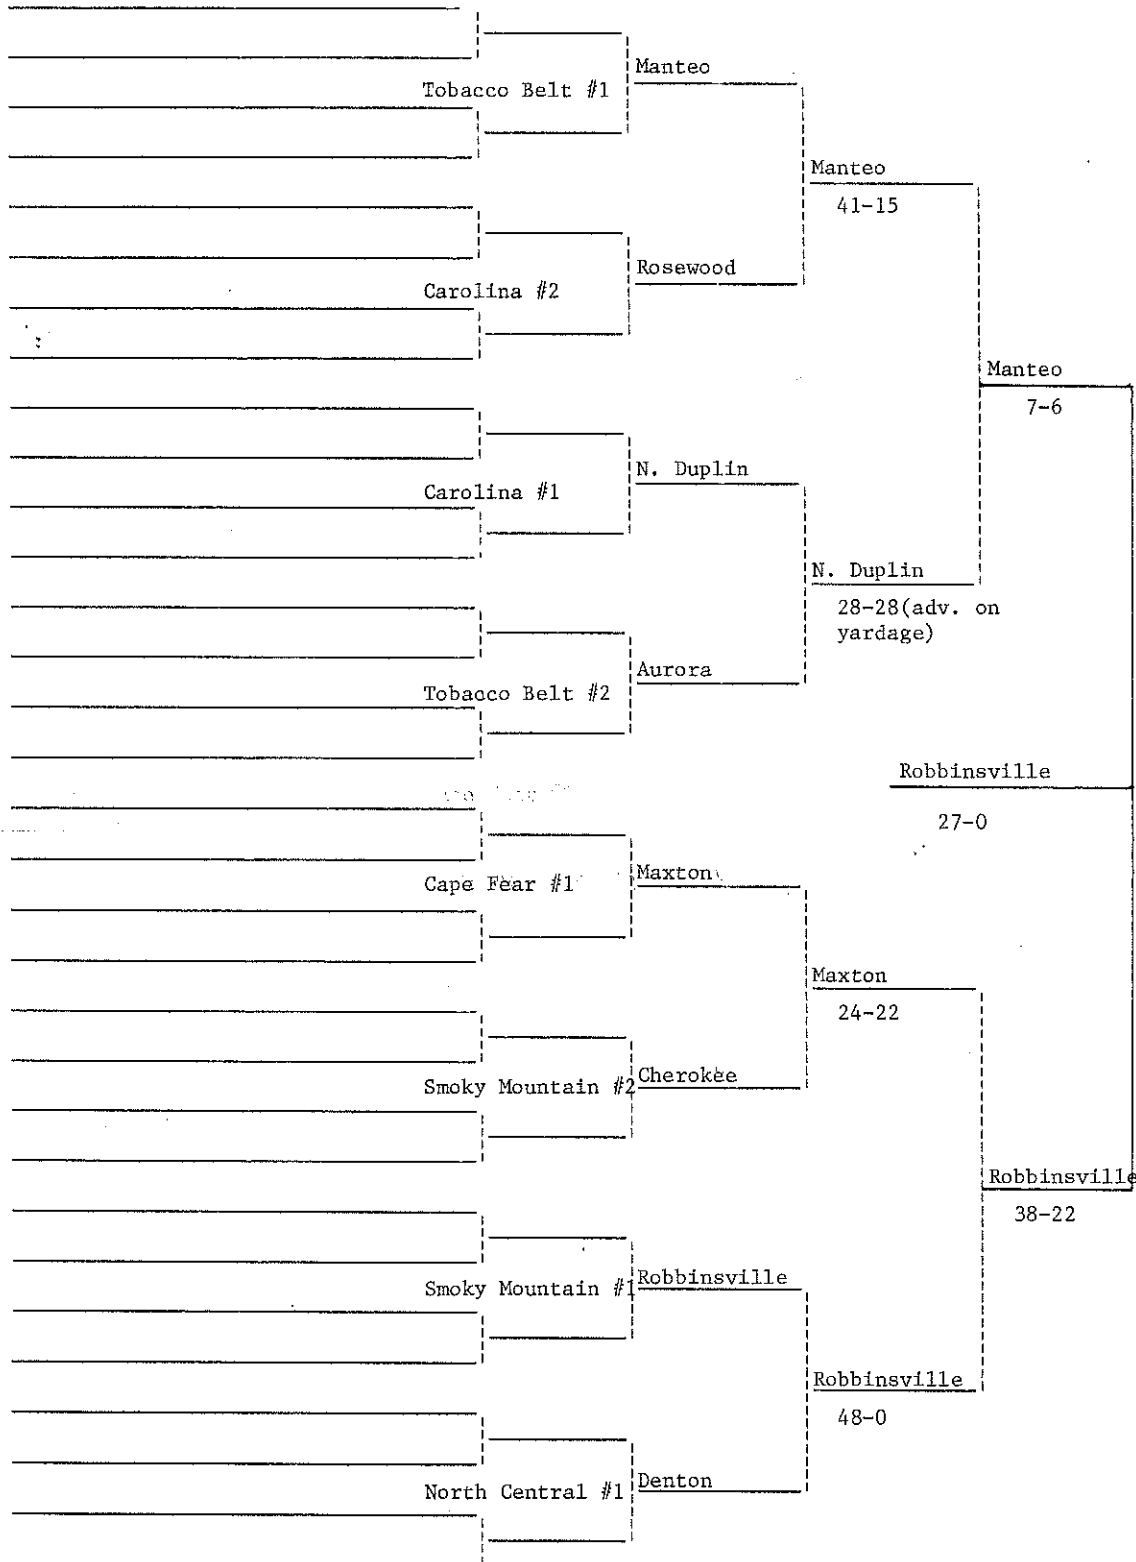 Manteo
Tobacco Belt #1
Manteo
41-15
Rosewood
Carolina #2
Manteo
7-6
N. Duplin
Carolina #1
N. Duplin
28-28(adv. on
yardage)
Aurora
Tobacco Belt #2
Robbinsville
27-0
Maxton
Cape Fear #1
Maxton
24-22
Cherokee
Smoky Mountain #2
Robbinsville
38-22
Robbinsville
Smoky Mountain #1
Robbinsville
48-0
Denton
North Central #1